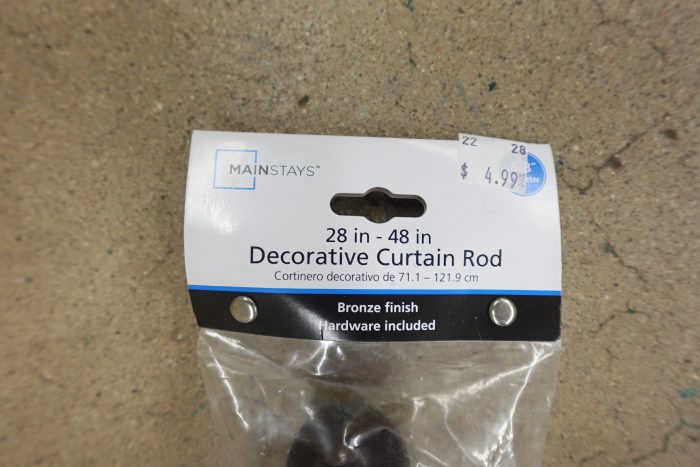 MAINSTAYS™
22 28
$ 4.99
28 in - 48 in
Decorative Curtain Rod
Cortinero decorativo de 71.1 – 121.9 cm
Bronze finish
Hardware included